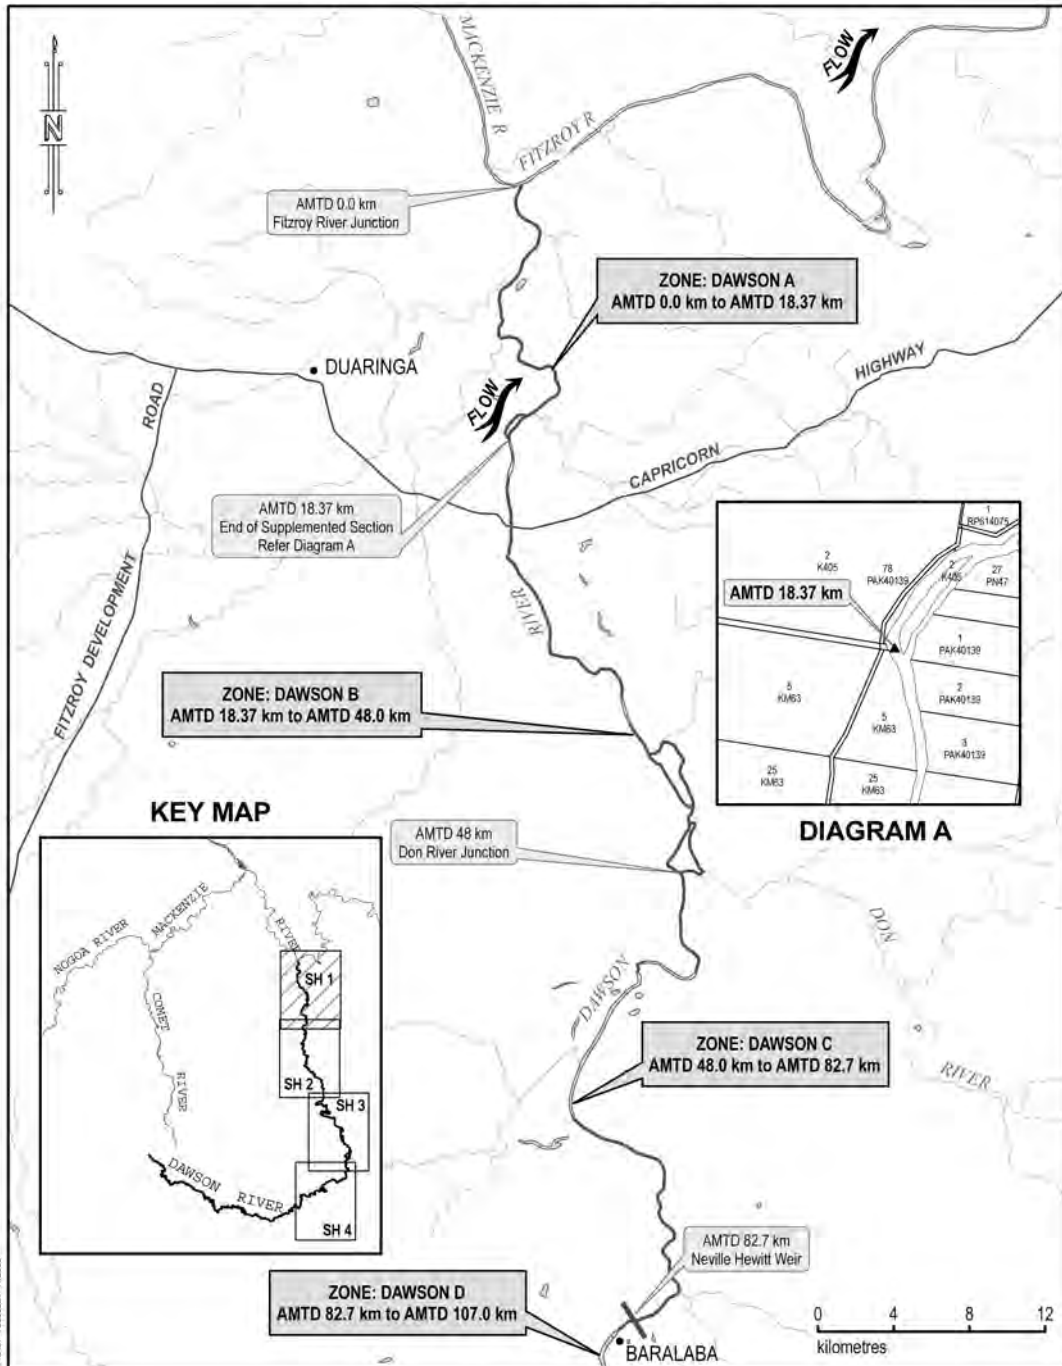 MACKENZIE R
FITZROY R
FLOW
N
AMTD 0.0 km
Fitzroy River Junction
ZONE: DAWSON A
AMTD 0.0 km to AMTD 18.37 km
DUARINGA
HIGHWAY
FLOW
ROAD
CAPRICORN
AMTD 18.37 km
End of Supplemented Section
Refer Diagram A
FITZROY DEVELOPMENT
RIVER
1
RP614075
2
K405
78
PAK40139
2
K405
27
PN47
AMTD 18.37 km
1
PAK40139
5
KM63
2
PAK40139
5
KM63
3
PAK40139
25
KM63
25
KM63
DIAGRAM A
ZONE: DAWSON B
AMTD 18.37 km to AMTD 48.0 km
KEY MAP
AMTD 48 km
Don River Junction
NOGOA RIVER
MACKENZIE
RIVER
SH 1
COMET
RIVER
SH 2
SH 3
DAWSON RIVER
SH 4
DON
RIVER
DAWSON
ZONE: DAWSON C
AMTD 48.0 km to AMTD 82.7 km
AMTD 82.7 km
Neville Hewitt Weir
ZONE: DAWSON D
AMTD 82.7 km to AMTD 107.0 km
BARALABA
0 4 8 12
kilometres